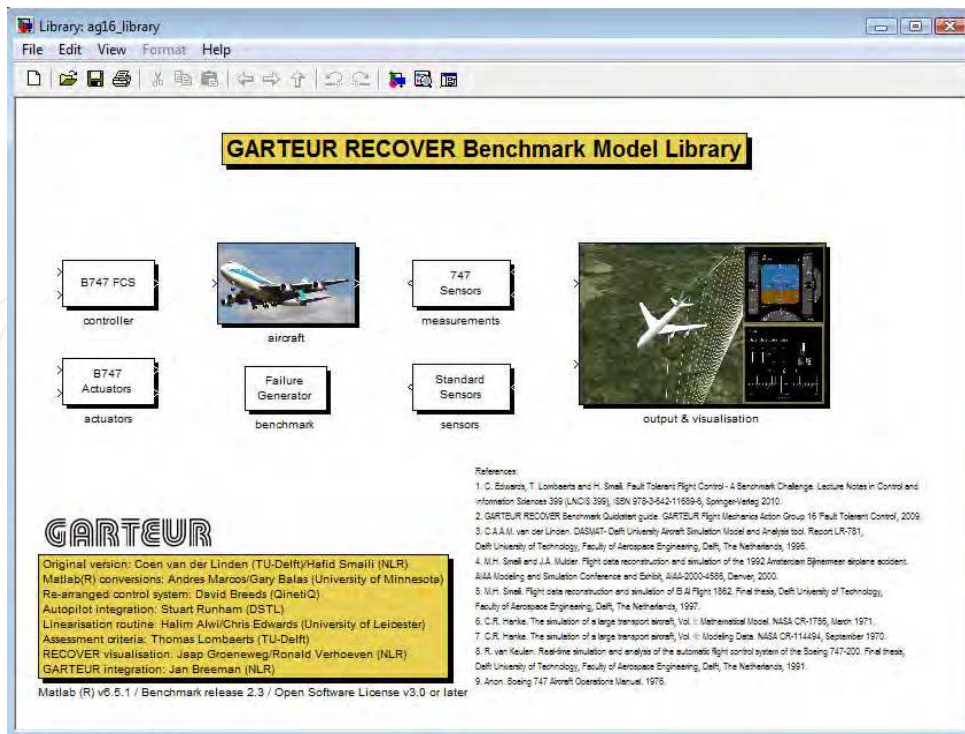 Library: ag16_library
File Edit View Format Help
GARTEUR RECOVER Benchmark Model Library
B747 FCS
controller
aircraft
747
Sensors
measurements
B747
Actuators
actuators
Failure
Generator
benchmark
Standard
Sensors
sensors
output & visualisation
GARTEUR
Original version: Coen van der Linden (TU-Delft)/Hafid Smaili (NLR)
Matlab(R) conversions: Andres Marcos/Gary Balas (University of Minnesota)
Re-arranged control system: David Breeds (QinetiQ)
Autopilot integration: Stuart Runham (DSTL)
Linearisation routine: Halim Alwi/Chris Edwards (University of Leicester)
Assessment criteria: Thomas Lombaerts (TU-Delft)
RECOVER visualisation: Jaap Groeneweg/Ronald Verhoeven (NLR)
GARTEUR integration: Jan Breeman (NLR)
Matlab (R) v6.5.1 / Benchmark release 2.3 / Open Software License v3.0 or later
References:
1. C. Edwards, T. Lombaerts and H. Smaili. Fault Tolerant Flight Control - A Benchmark Challenge. Lecture Notes in Control and
Information Sciences 399 (LNCIS 399), ISBN 978-3-642-11689-6, Springer-Verlag 2010.
2. GARTEUR RECOVER Benchmark Quickstart guide. GARTEUR Flight Mechanics Action Group 16 'Fault Tolerant Control', 2009.
3. C.A.A.M. van der Linden. DASMAT- Delft University Aircraft Simulation Model and Analysis tool. Report LR-781,
Delft University of Technology, Faculty of Aerospace Engineering, Delft, The Netherlands, 1996.
4. M.H. Smaili and J.A. Mulder. Flight data reconstruction and simulation of the 1992 Amsterdam Bijlmermeer airplane accident.
AIAA Modeling and Simulation Conference and Exhibit, AIAA-2000-4586, Denver, 2000.
5. M.H. Smaili. Flight data reconstruction and simulation of El Al Flight 1862. Final thesis, Delft University of Technology,
Faculty of Aerospace Engineering, Delft, The Netherlands, 1997.
6. C.R. Hanke. The simulation of a large transport aircraft, Vol. I: Mathematical Model. NASA CR-1756, March 1971.
7. C.R. Hanke. The simulation of a large transport aircraft, Vol. II: Modeling Data. NASA CR-114494, September 1970.
8. R. van Keulen. Real-time simulation and analysis of the automatic flight control system of the Boeing 747-200. Final thesis,
Delft University of Technology, Faculty of Aerospace Engineering, Delft, The Netherlands, 1991.
9. Anon. Boeing 747 Aircraft Operations Manual. 1976.